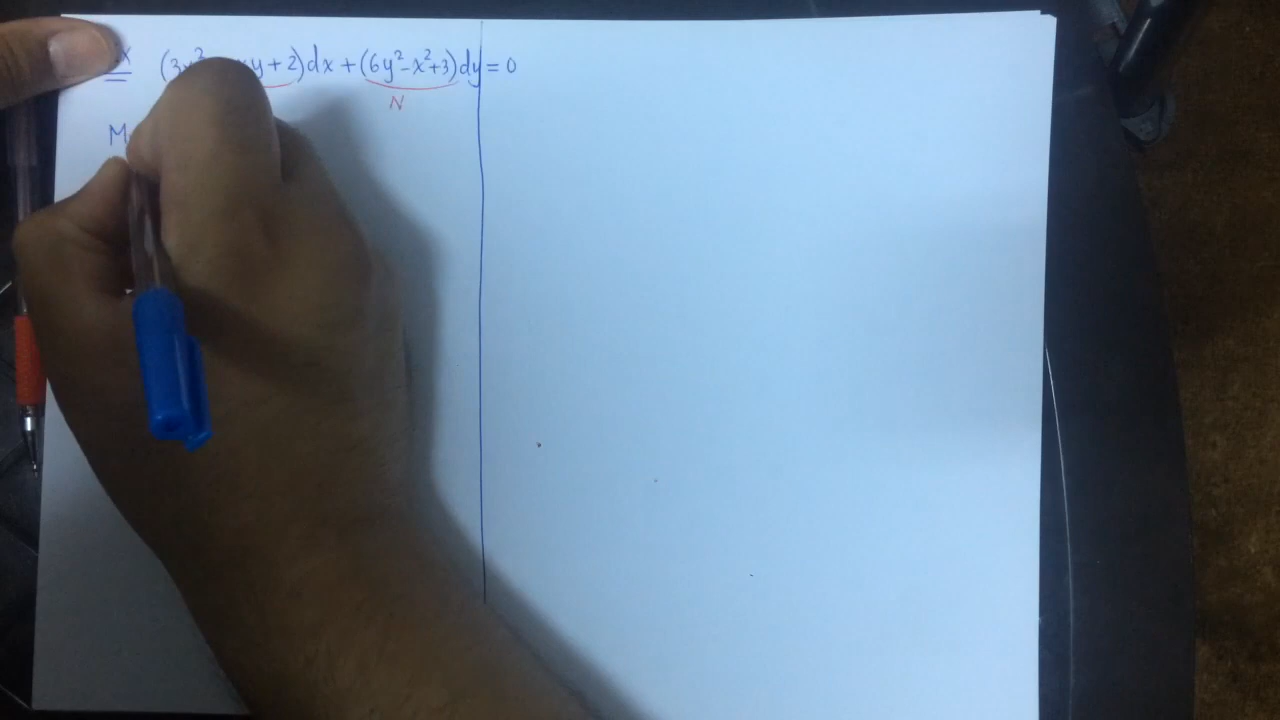 (3x² xy + 2)dx + (6y² - x² + 3)dy = 0
N
M